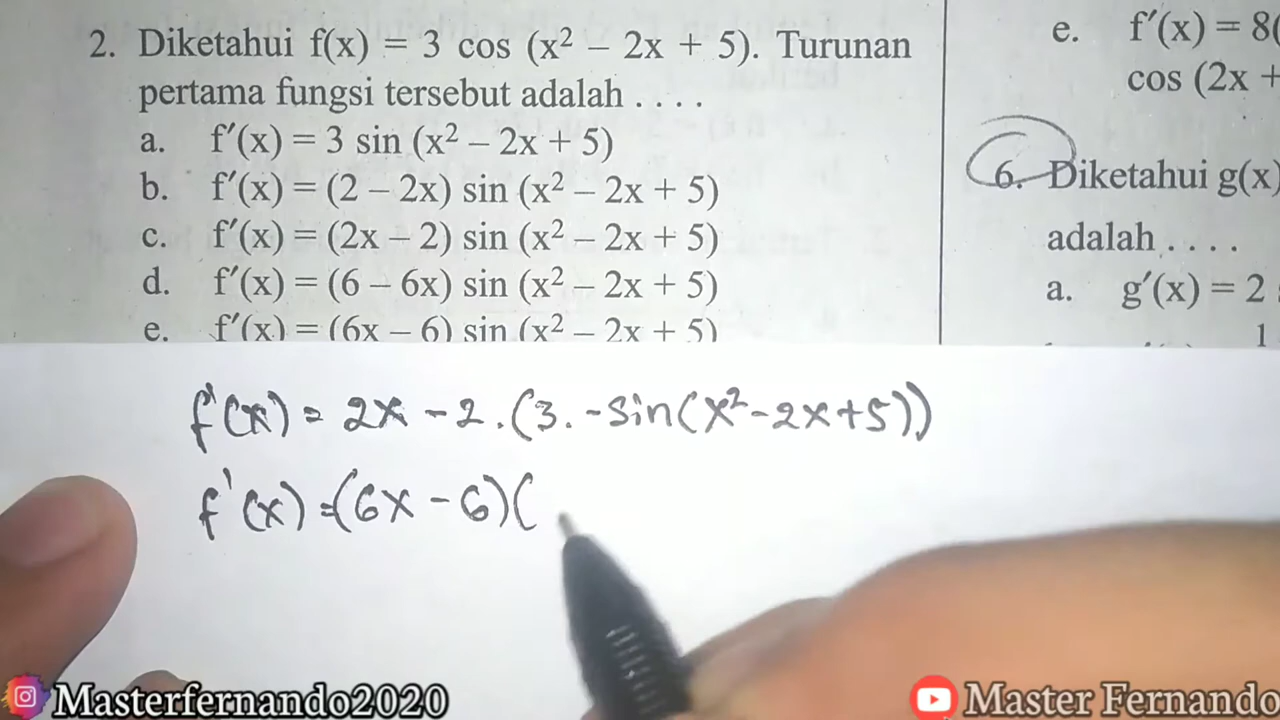 2. Diketahui f(x) = 3 cos (x² – 2x + 5). Turunan
pertama fungsi tersebut adalah . . . .
a. f′(x) = 3 sin (x² – 2x + 5)
b. f′(x) = (2 – 2x) sin (x² – 2x + 5)
c. f′(x) = (2x – 2) sin (x² – 2x + 5)
d. f′(x) = (6 – 6x) sin (x² – 2x + 5)
e. f′(x) = (6x – 6) sin (x² – 2x + 5)
e. f′(x) = 8(
cos (2x +
6. Diketahui g(x)
adalah . . . .
a. g′(x) = 2
1
f'(x) = 2x - 2 . (3. -sin(x²-2x+5))
f'(x) = (6x - 6)(
Masterfernando2020
Master Fernando